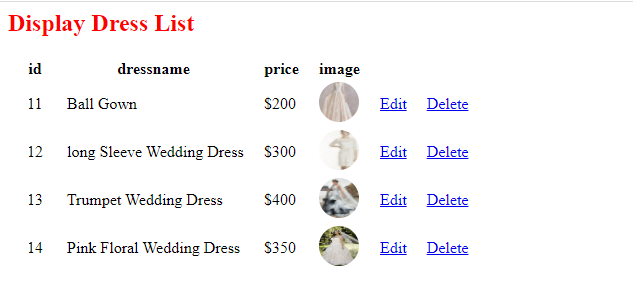 Display Dress List
id dressname price image
11 Ball Gown $200 Edit Delete
12 long Sleeve Wedding Dress $300 Edit Delete
13 Trumpet Wedding Dress $400 Edit Delete
14 Pink Floral Wedding Dress $350 Edit Delete